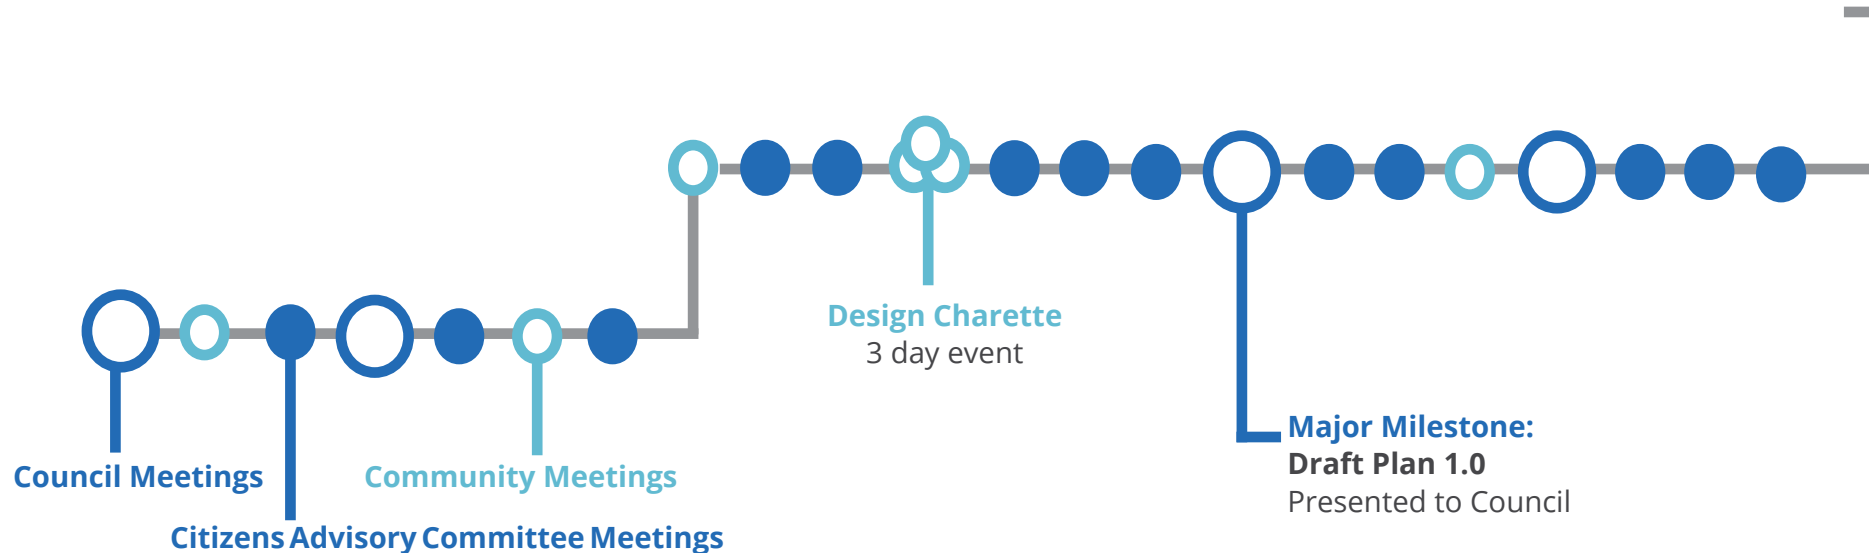 Design Charette
3 day event
Major Milestone:
Draft Plan 1.0
Presented to Council
Council Meetings
Community Meetings
Citizens Advisory Committee Meetings